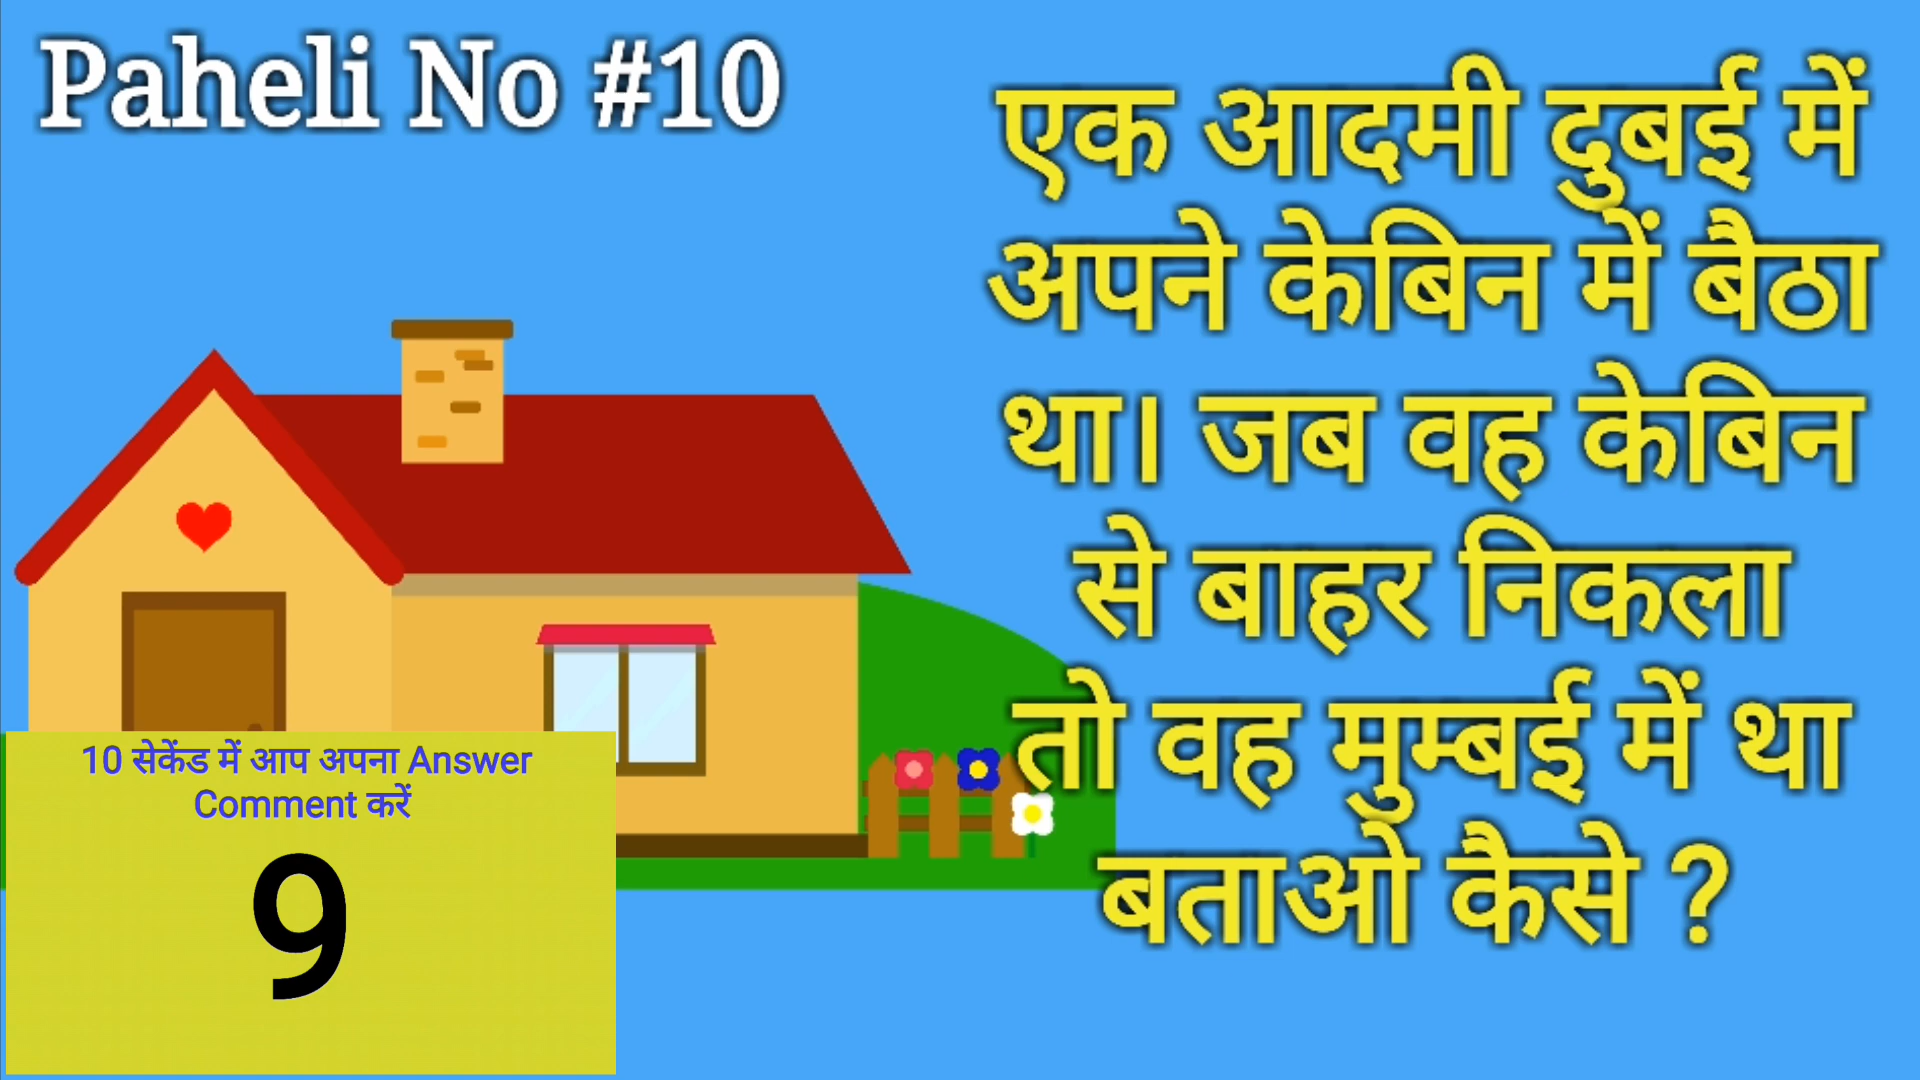 Paheli No #10
एक आदमी दुबई में
अपने केबिन में बैठा
था। जब वह केबिन
से बाहर निकला
तो वह मुम्बई में था
बताओ कैसे ?
10 सेकेंड में आप अपना Answer
Comment करें
9